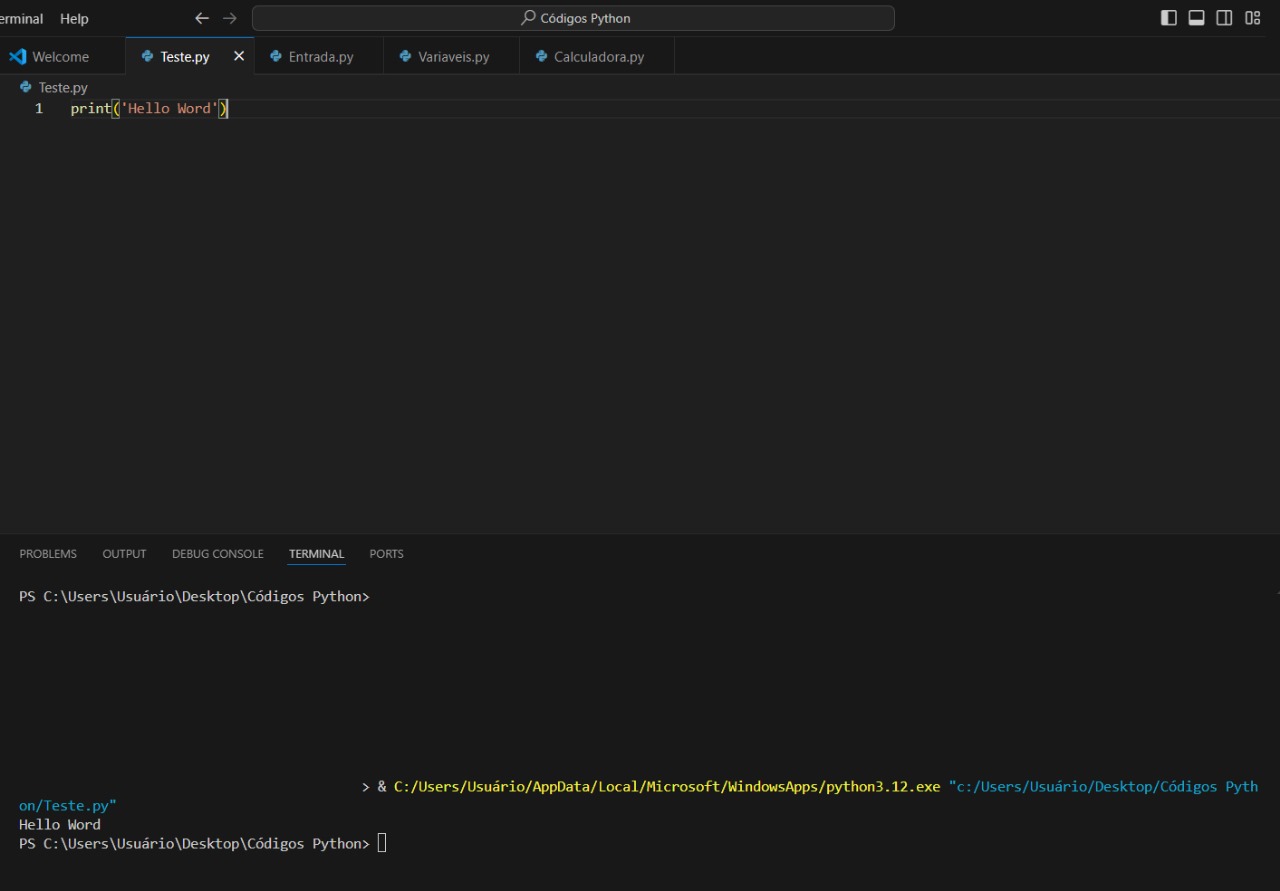 erminal Help Códigos Python
Welcome Teste.py Entrada.py Variaveis.py Calculadora.py
Teste.py
1 print('Hello Word')
PROBLEMS OUTPUT DEBUG CONSOLE TERMINAL PORTS
PS C:\Users\Usuário\Desktop\Códigos Python>
> & C:/Users/Usuário/AppData/Local/Microsoft/WindowsApps/python3.12.exe "c:/Users/Usuário/Desktop/Códigos Pyth
on/Teste.py"
Hello Word
PS C:\Users\Usuário\Desktop\Códigos Python>